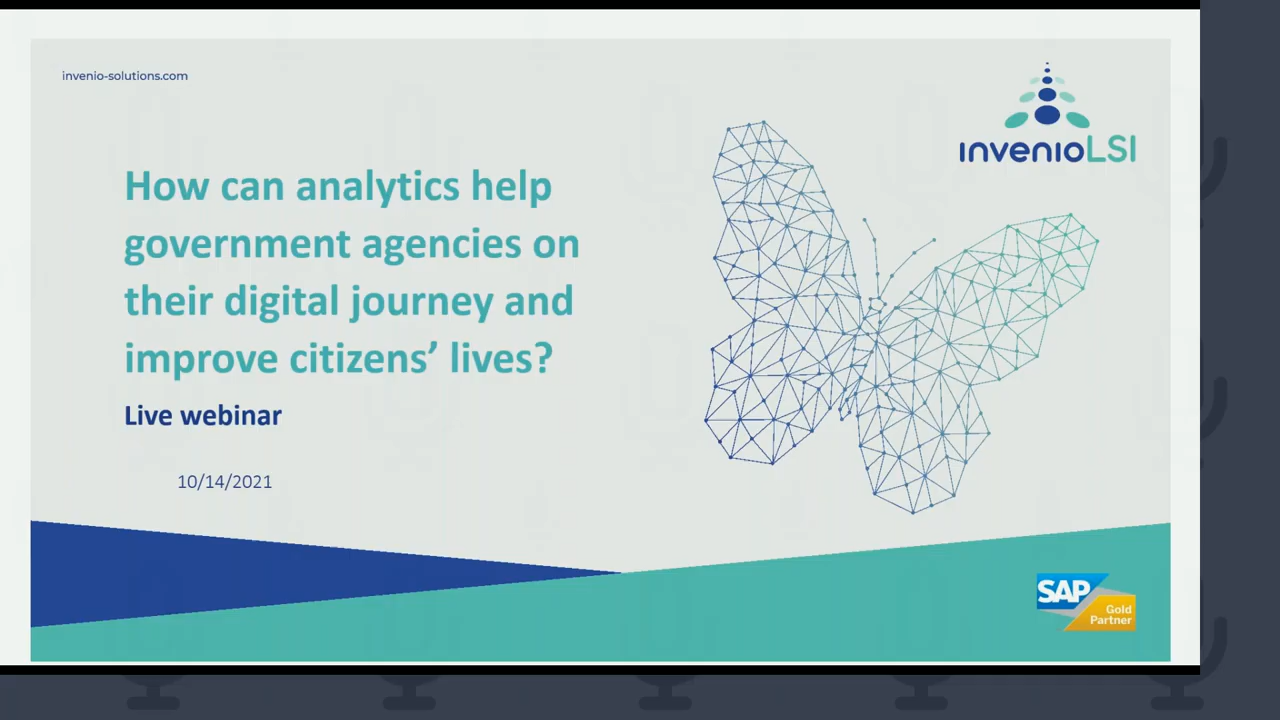 invenio-solutions.com
invenioLSI
How can analytics help
government agencies on
their digital journey and
improve citizens’ lives?
Live webinar
10/14/2021
SAP
Gold
Partner